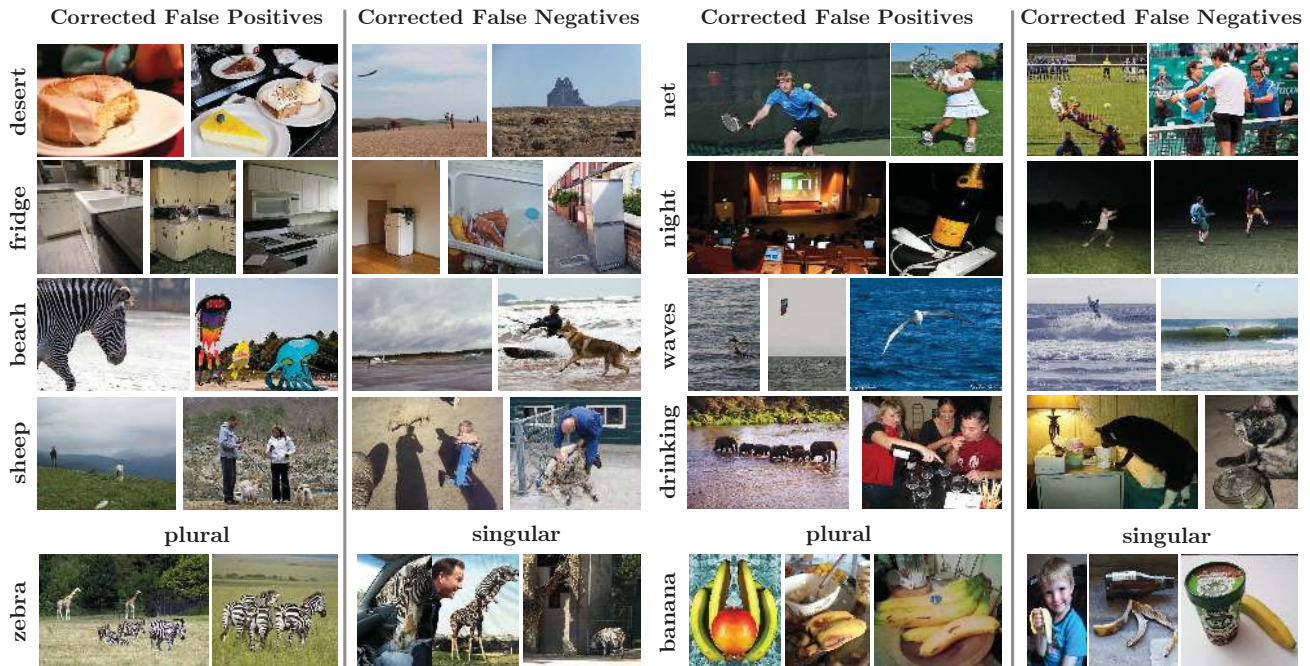 Corrected False Positives
Corrected False Negatives
Corrected False Positives
Corrected False Negatives
desert
net
fridge
night
beach
waves
sheep
drinking
plural
singular
plural
singular
zebra
banana